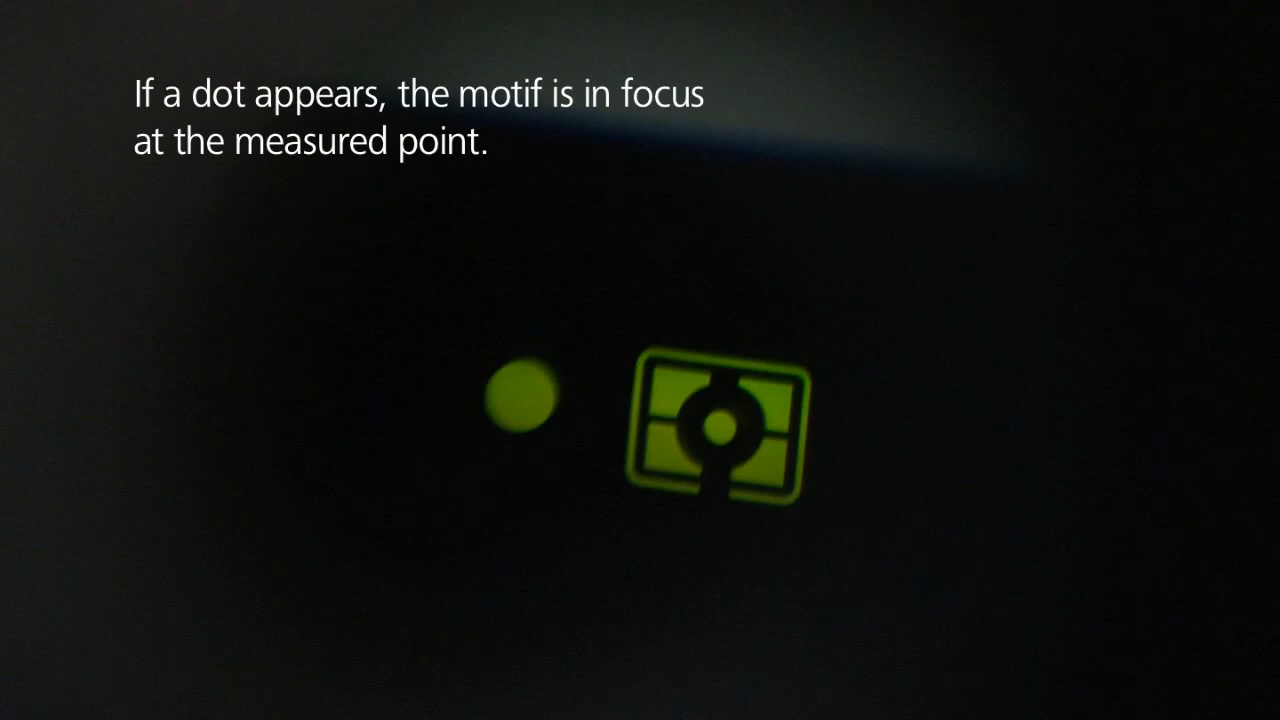 If a dot appears, the motif is in focus
at the measured point.